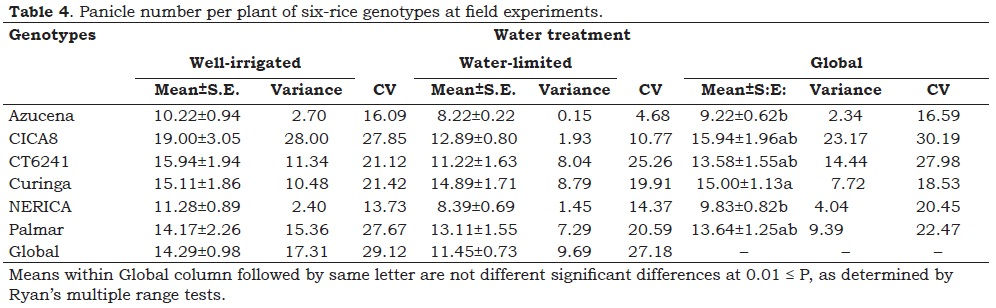 Table 4. Panicle number per plant of six-rice genotypes at field experiments.
Genotypes Water treatment
Well-irrigated Water-limited Global
Mean±S.E. Variance CV Mean±S.E. Variance CV Mean±S:E: Variance CV
Azucena 10.22±0.94 2.70 16.09 8.22±0.22 0.15 4.68 9.22±0.62b 2.34 16.59
CICA8 19.00±3.05 28.00 27.85 12.89±0.80 1.93 10.77 15.94±1.96ab 23.17 30.19
CT6241 15.94±1.94 11.34 21.12 11.22±1.63 8.04 25.26 13.58±1.55ab 14.44 27.98
Curinga 15.11±1.86 10.48 21.42 14.89±1.71 8.79 19.91 15.00±1.13a 7.72 18.53
NERICA 11.28±0.89 2.40 13.73 8.39±0.69 1.45 14.37 9.83±0.82b 4.04 20.45
Palmar 14.17±2.26 15.36 27.67 13.11±1.55 7.29 20.59 13.64±1.25ab 9.39 22.47
Global 14.29±0.98 17.31 29.12 11.45±0.73 9.69 27.18 – – –
Means within Global column followed by same letter are not different significant differences at 0.01 ≤ P, as determined by
Ryan’s multiple range tests.